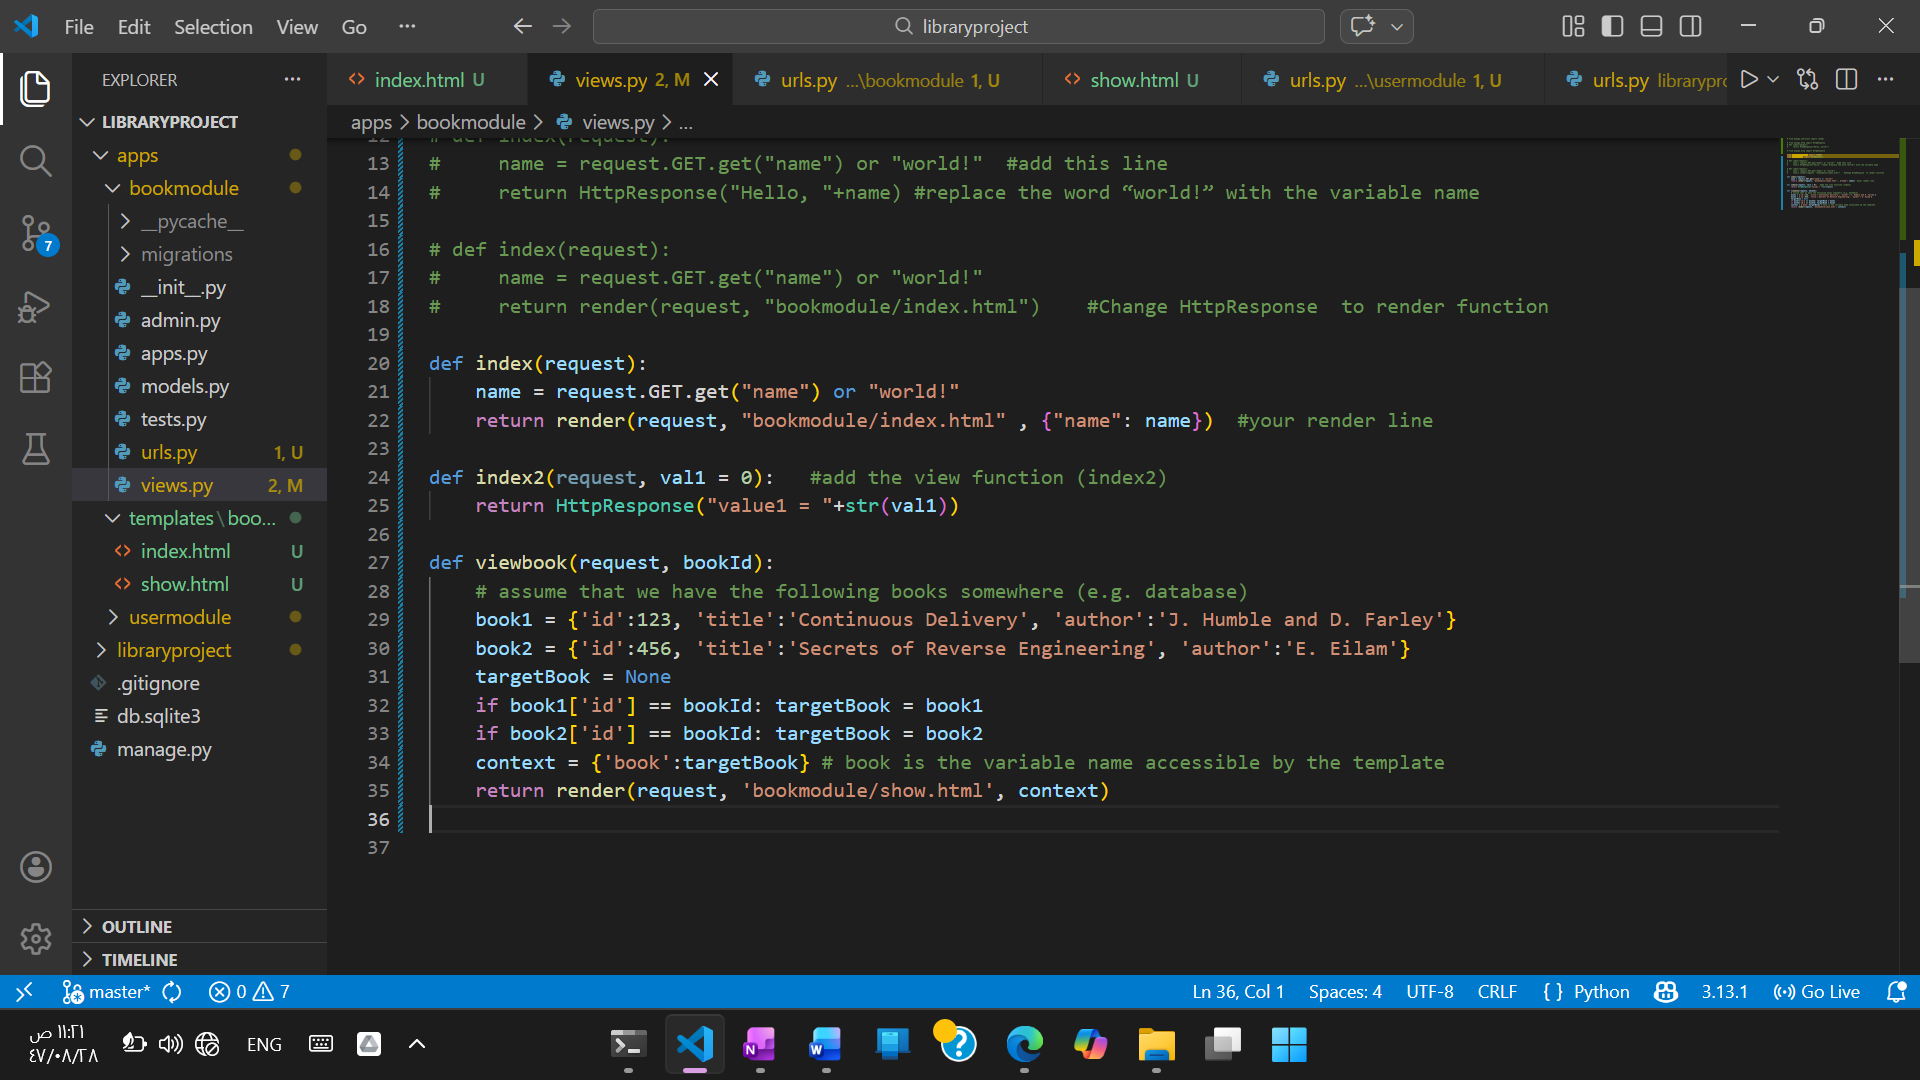 File Edit Selection View Go ···
libraryproject
EXPLORER ···
index.html U
views.py 2, M
urls.py ...\bookmodule 1, U
show.html U
urls.py ...\usermodule 1, U
urls.py
apps > bookmodule > views.py > ...
LIBRARYPROJECT
apps
bookmodule
__pycache__
migrations
__init__.py
admin.py
apps.py
models.py
tests.py
urls.py 1, U
views.py 2, M
templates\boo...
index.html U
show.html U
usermodule
libraryproject
.gitignore
db.sqlite3
manage.py
OUTLINE
TIMELINE
12 # def index(request):
13 #     name = request.GET.get("name") or "world!"  #add this line
14 #     return HttpResponse("Hello, "+name) #replace the word “world!” with the variable name
15
16 # def index(request):
17 #     name = request.GET.get("name") or "world!"
18 #     return render(request, "bookmodule/index.html")    #Change HttpResponse  to render function
19
20 def index(request):
21     name = request.GET.get("name") or "world!"
22     return render(request, "bookmodule/index.html" , {"name": name})  #your render line
23
24 def index2(request, val1 = 0):   #add the view function (index2)
25     return HttpResponse("value1 = "+str(val1))
26
27 def viewbook(request, bookId):
28     # assume that we have the following books somewhere (e.g. database)
29     book1 = {'id':123, 'title':'Continuous Delivery', 'author':'J. Humble and D. Farley'}
30     book2 = {'id':456, 'title':'Secrets of Reverse Engineering', 'author':'E. Eilam'}
31     targetBook = None
32     if book1['id'] == bookId: targetBook = book1
33     if book2['id'] == bookId: targetBook = book2
34     context = {'book':targetBook} # book is the variable name accessible by the template
35     return render(request, 'bookmodule/show.html', context)
36
37
7
master* 0 7
Ln 36, Col 1 Spaces: 4 UTF-8 CRLF { } Python 3.13.1 Go Live
١١:٢١ ص
٤٧/٠٨/٢٨
ENG